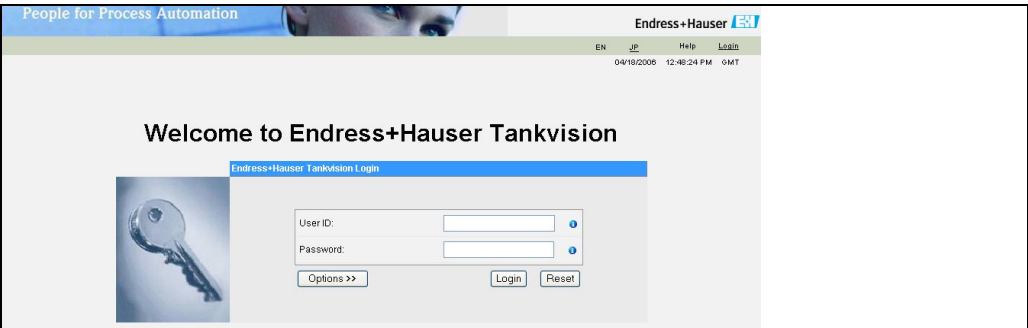 People for Process Automation
Endress+Hauser EH
EN JP Help Login
04/18/2006 12:48:24 PM GMT
Welcome to Endress+Hauser Tankvision
Endress+Hauser Tankvision Login
User ID:
Password:
Options >> Login Reset